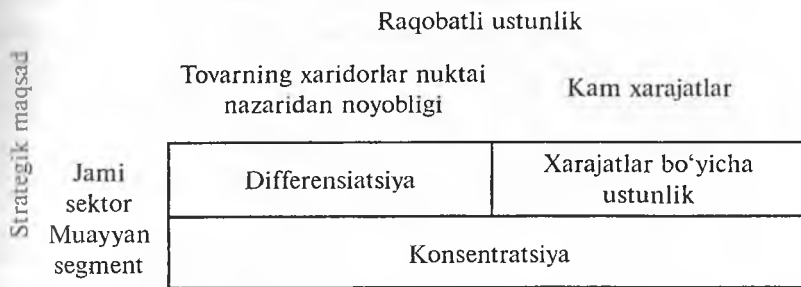 Raqobatli ustunlik
Strategik maqsad
Tovarning xaridorlar nuktai
nazaridan noyobligi
Kam xarajatlar
Jami
sektor
Differensiatsiya
Xarajatlar bo‘yicha
ustunlik
Muayyan
segment
Konsentratsiya